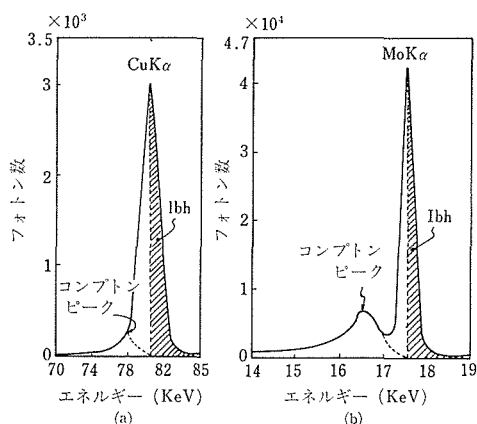 ×10³
3.5
3
2
1
0
フォトン数
CuKα
Ibh
コンプトン
ピーク
70 74 78 81 85
エネルギー (KeV)
(a)
×10⁴
4.7
4
3
2
1
0
フォトン数
MoKα
Ibh
コンプトン
ピーク
14 15 16 17 18 19
エネルギー (KeV)
(b)